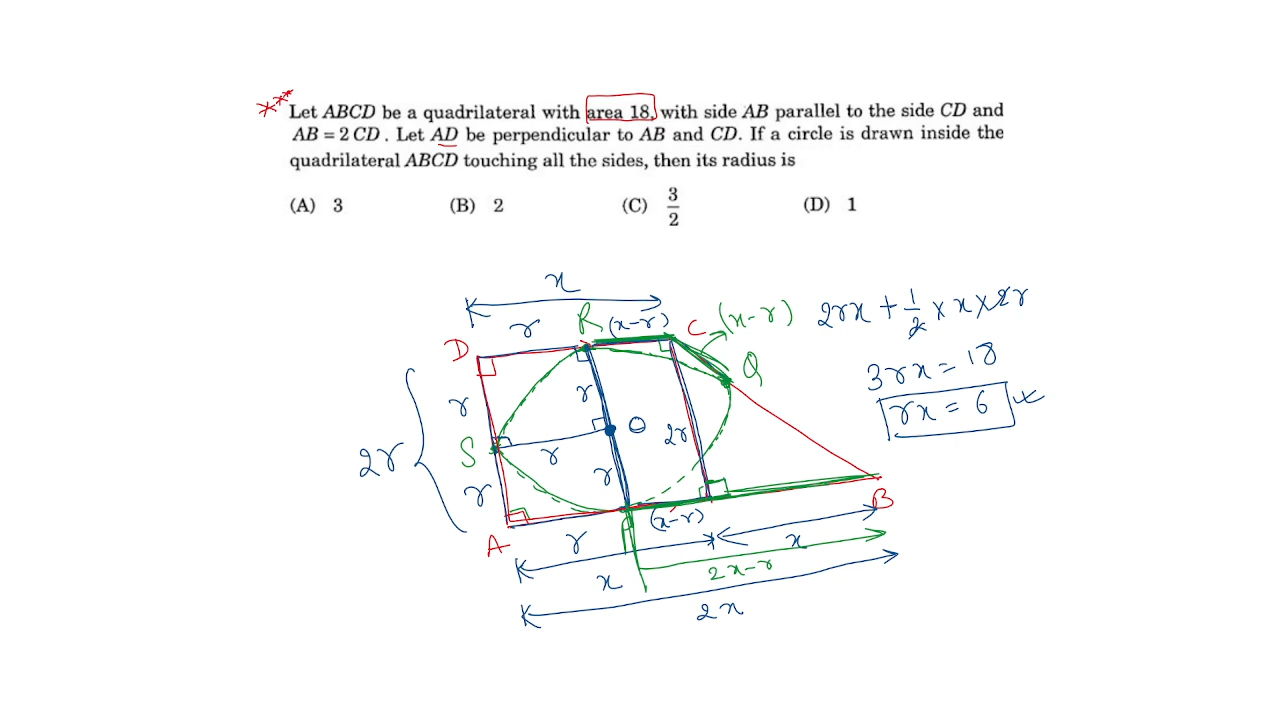 ***
Let ABCD be a quadrilateral with area 18, with side AB parallel to the side CD and
AB = 2 CD . Let AD be perpendicular to AB and CD. If a circle is drawn inside the
quadrilateral ABCD touching all the sides, then its radius is
(A) 3 (B) 2 (C) 3/2 (D) 1
x
r R (x-r) C (x-r) 2rx + 1/2 × x × 2r
D Q
3rx = 18
r r rx = 6
O 2r
S r
2r
r r
B
A r (x-r)
x x
2x-r
2x